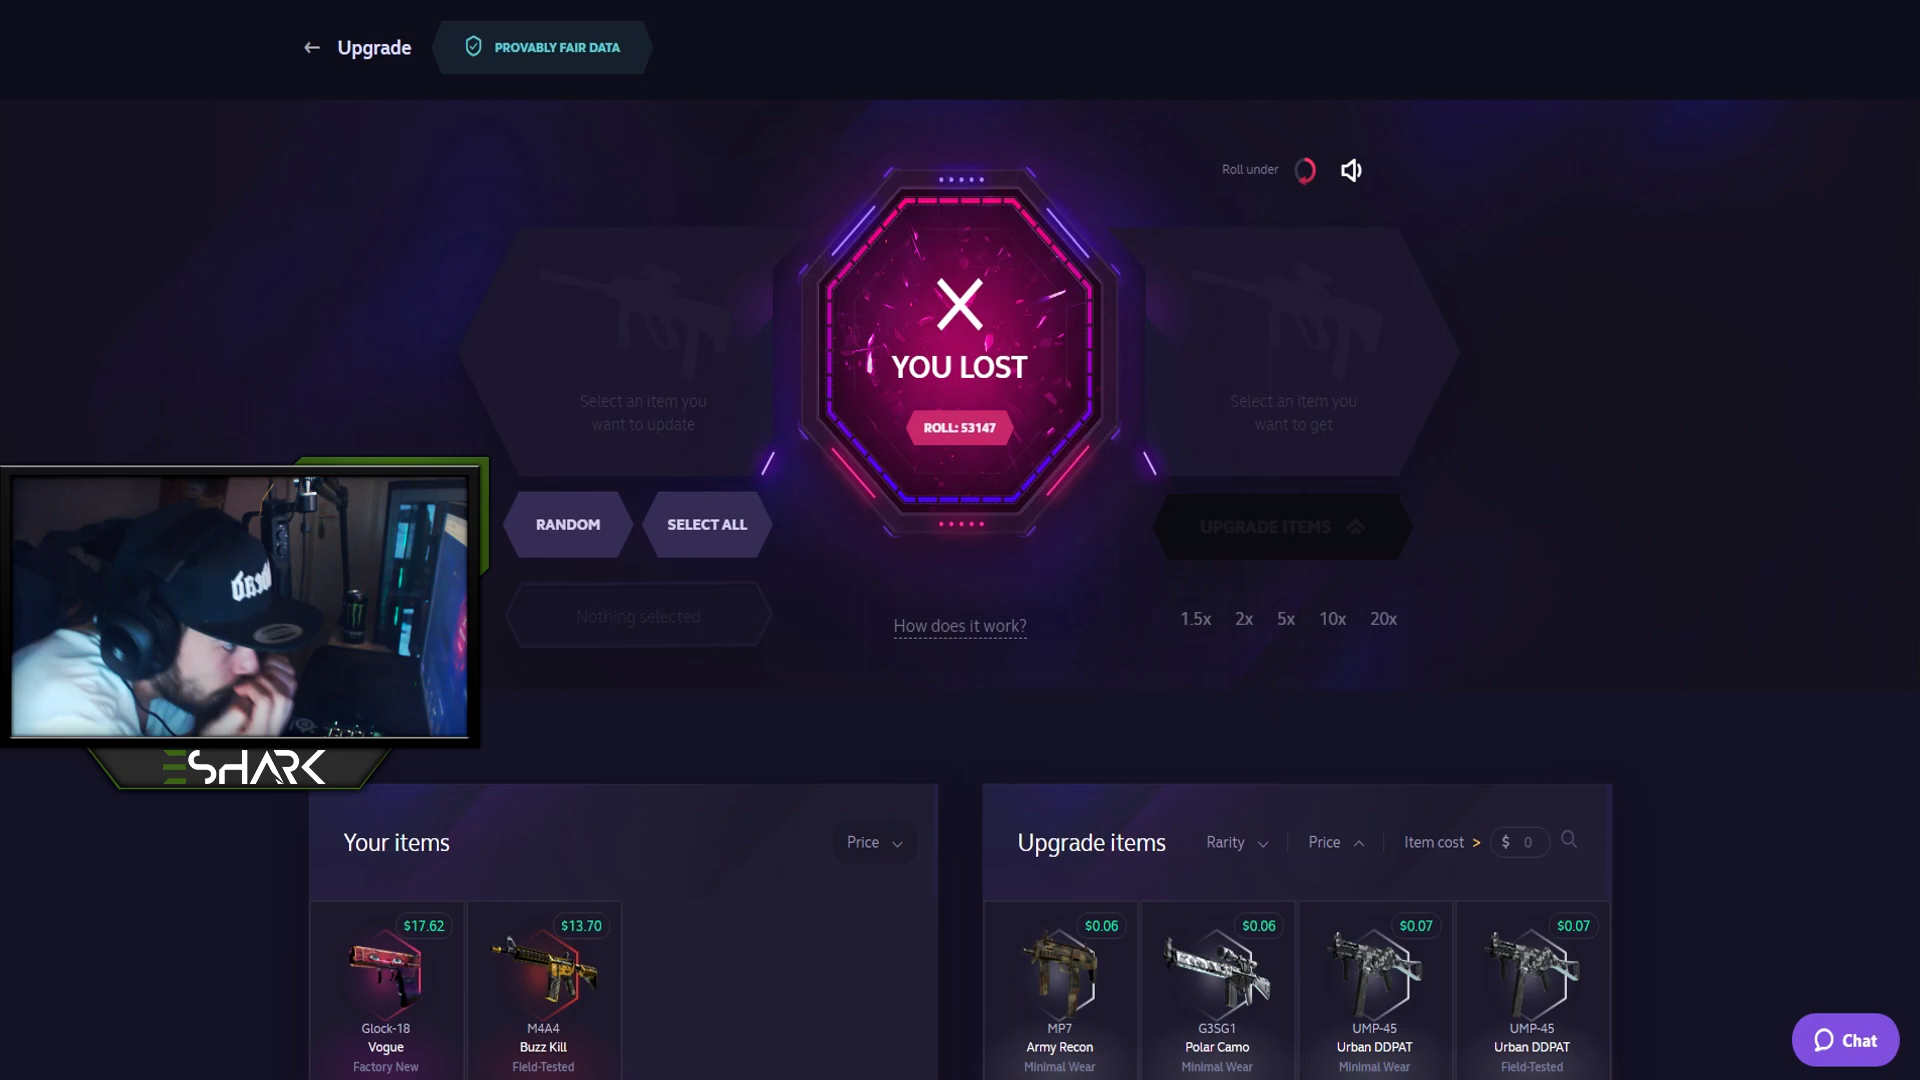 Upgrade
PROVABLY FAIR DATA
Roll under
YOU LOST
ROLL: 53147
Select an item you
want to update
Select an item you
want to get
RANDOM
SELECT ALL
UPGRADE ITEMS
Nothing selected
How does it work?
1.5x 2x 5x 10x 20x
SHARK
Your items
Price
Upgrade items
Rarity
Price
Item cost >
$ 0
$17.62
Glock-18
Vogue
Factory New
$13.70
M4A4
Buzz Kill
Field-Tested
$0.06
MP7
Army Recon
Minimal Wear
$0.06
G3SG1
Polar Camo
Minimal Wear
$0.07
UMP-45
Urban DDPAT
Minimal Wear
$0.07
UMP-45
Urban DDPAT
Field-Tested
Chat